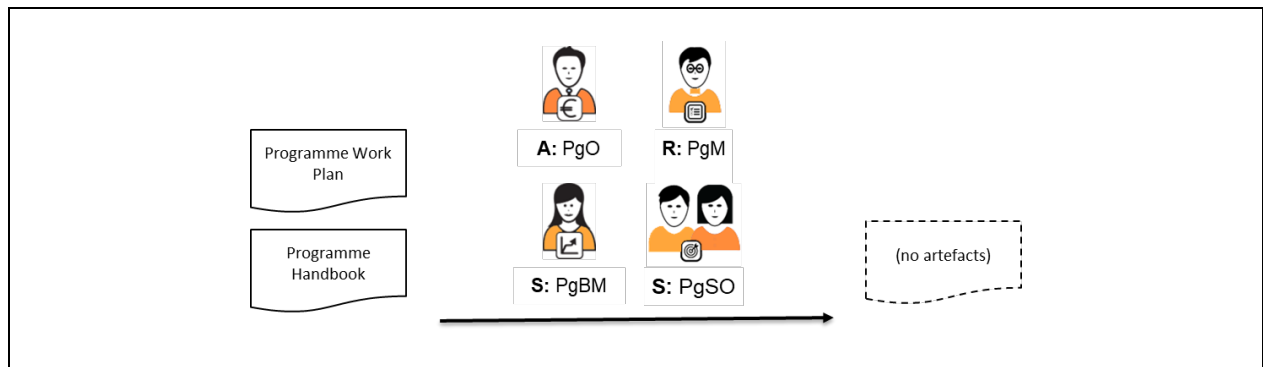 Programme Work
Plan
Programme
Handbook
€
A: PgO
R: PgM
S: PgBM
S: PgSO
(no artefacts)